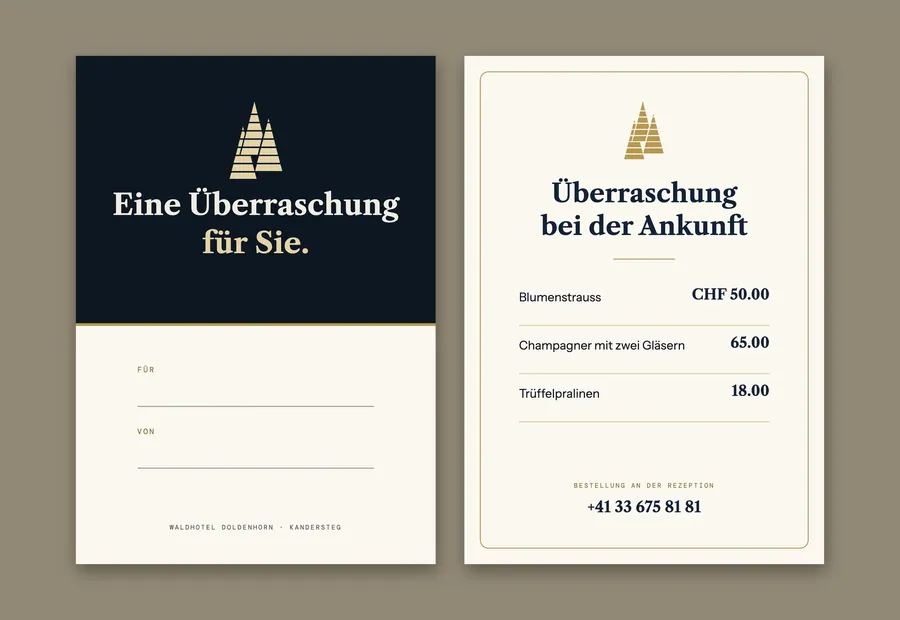 Eine Überraschung
für Sie.
FÜR
VON
WALDHOTEL DOLDENHORN · KANDERSTEG
Überraschung
bei der Ankunft
Blumenstrauss CHF 50.00
Champagner mit zwei Gläsern 65.00
Trüffelpralinen 18.00
BESTELLUNG AN DER REZEPTION
+41 33 675 81 81